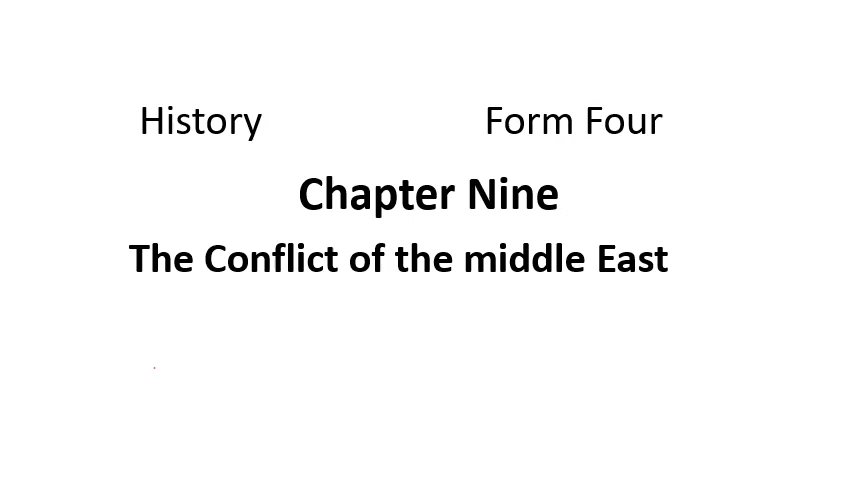 History Form Four
Chapter Nine
The Conflict of the middle East